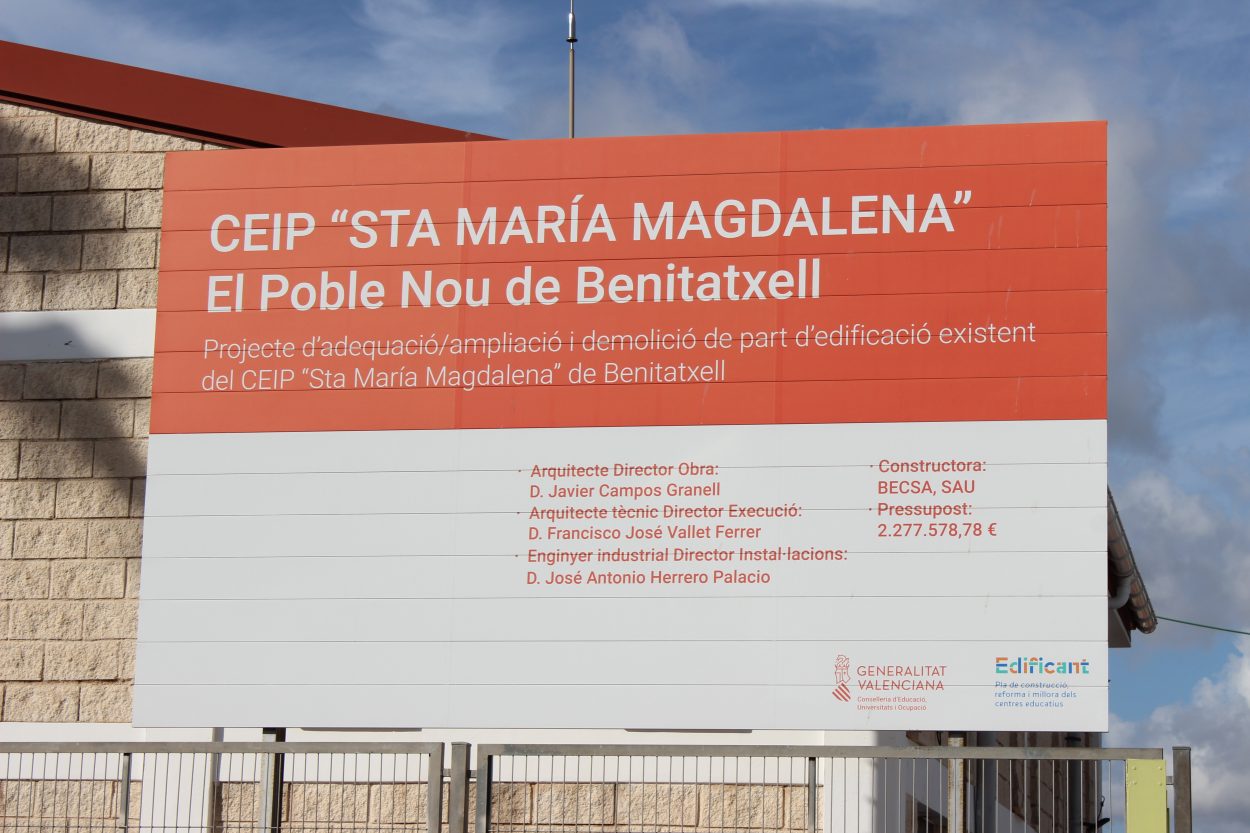 CEIP “STA MARÍA MAGDALENA”
El Poble Nou de Benitatxell
Projecte d’adequació/ampliació i demolició de part d’edificació existent
del CEIP “Sta María Magdalena” de Benitatxell
· Arquitecte Director Obra:
D. Javier Campos Granell
· Arquitecte tècnic Director Execució:
D. Francisco José Vallet Ferrer
· Enginyer industrial Director Instal·lacions:
D. José Antonio Herrero Palacio
· Constructora:
BECSA, SAU
· Pressupost:
2.277.578,78 €
GENERALITAT
VALENCIANA
Conselleria d’Educació,
Universitats i Ocupació
Edificant
Pla de construcció,
reforma i millora dels
centres educatius